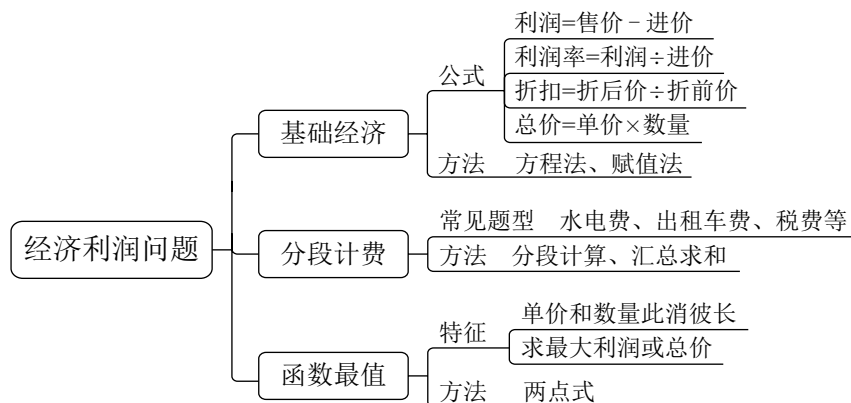 经济利润问题
基础经济
公式
利润=售价-进价
利润率=利润÷进价
折扣=折后价÷折前价
总价=单价×数量
方法 方程法、赋值法
分段计费
常见题型 水电费、出租车费、税费等
方法 分段计算、汇总求和
函数最值
特征
单价和数量此消彼长
求最大利润或总价
方法 两点式